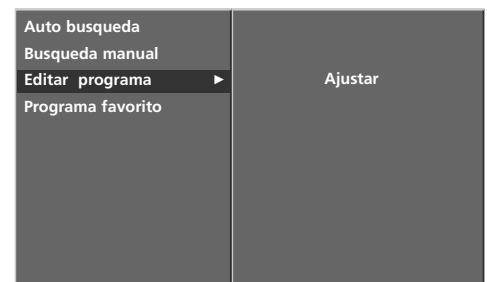 Auto busqueda
Busqueda manual
Editar programa ► Ajustar
Programa favorito